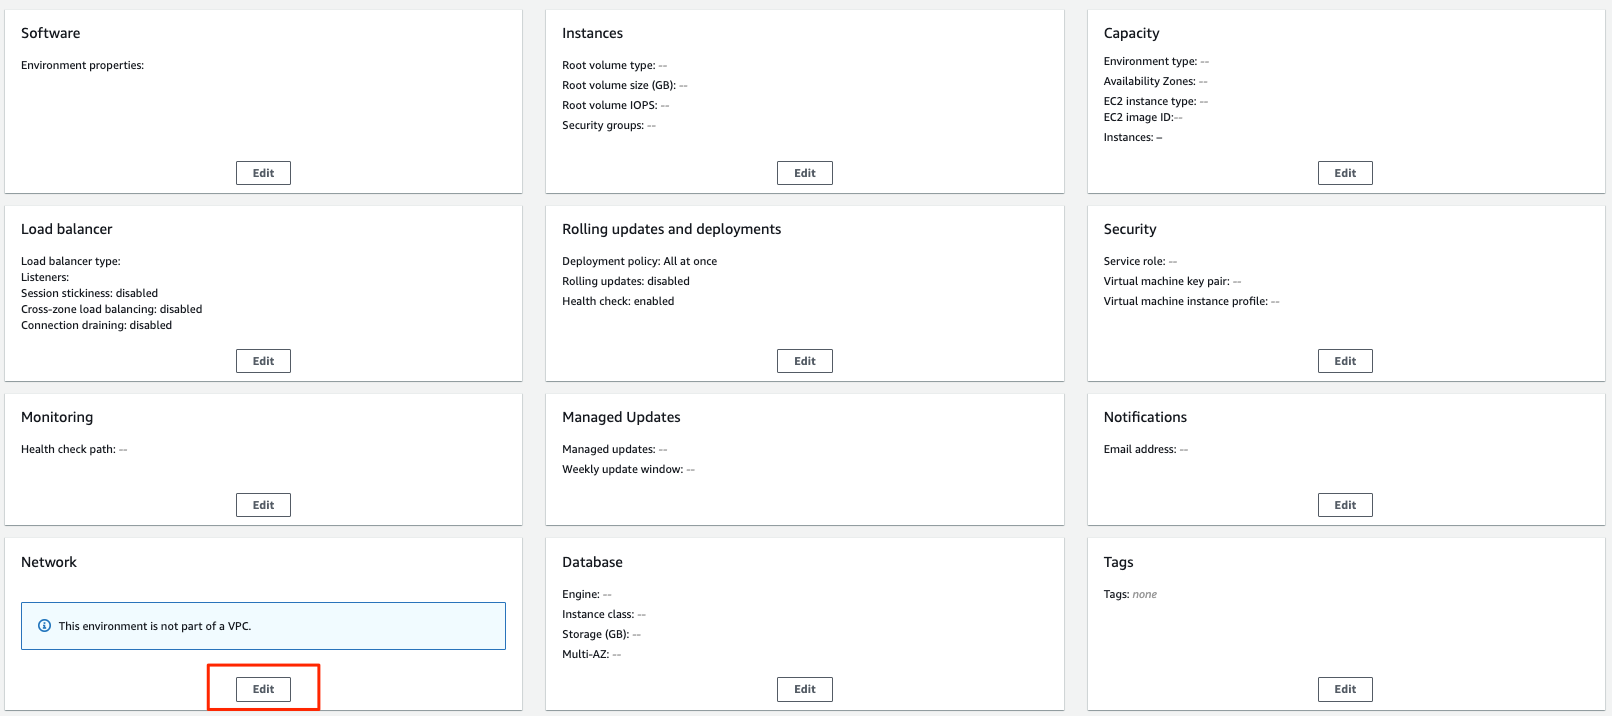 Software
Environment properties:
Edit
Instances
Root volume type: --
Root volume size (GB): --
Root volume IOPS: --
Security groups: --
Edit
Capacity
Environment type: --
Availability Zones: --
EC2 instance type: --
EC2 image ID:--
Instances: –
Edit
Load balancer
Load balancer type:
Listeners:
Session stickiness: disabled
Cross-zone load balancing: disabled
Connection draining: disabled
Edit
Rolling updates and deployments
Deployment policy: All at once
Rolling updates: disabled
Health check: enabled
Edit
Security
Service role: --
Virtual machine key pair: --
Virtual machine instance profile: --
Edit
Monitoring
Health check path: --
Edit
Managed Updates
Managed updates: --
Weekly update window: --
Notifications
Email address: --
Edit
Network
This environment is not part of a VPC.
Edit
Database
Engine: --
Instance class: --
Storage (GB): --
Multi-AZ: --
Edit
Tags
Tags: none
Edit